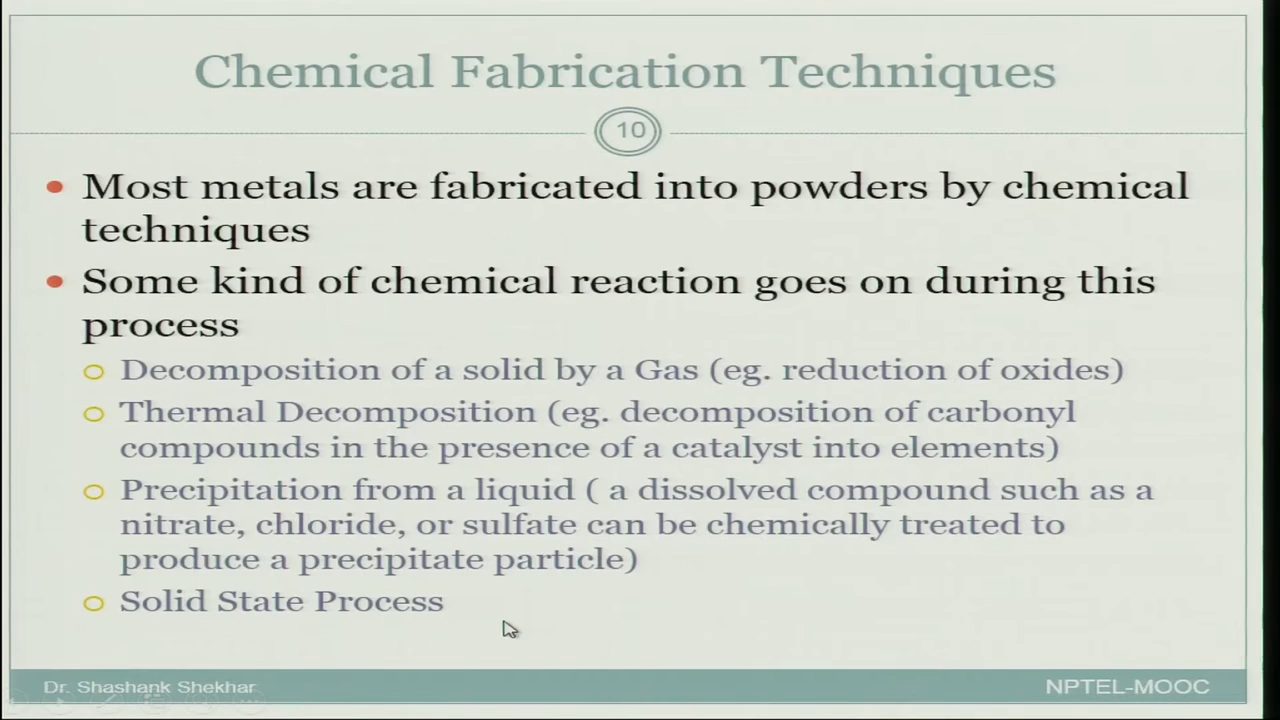 Chemical Fabrication Techniques
10
Most metals are fabricated into powders by chemical
techniques
Some kind of chemical reaction goes on during this
process
Decomposition of a solid by a Gas (eg. reduction of oxides)
Thermal Decomposition (eg. decomposition of carbonyl
compounds in the presence of a catalyst into elements)
Precipitation from a liquid ( a dissolved compound such as a
nitrate, chloride, or sulfate can be chemically treated to
produce a precipitate particle)
Solid State Process
Dr. Shashank Shekhar
NPTEL-MOOC